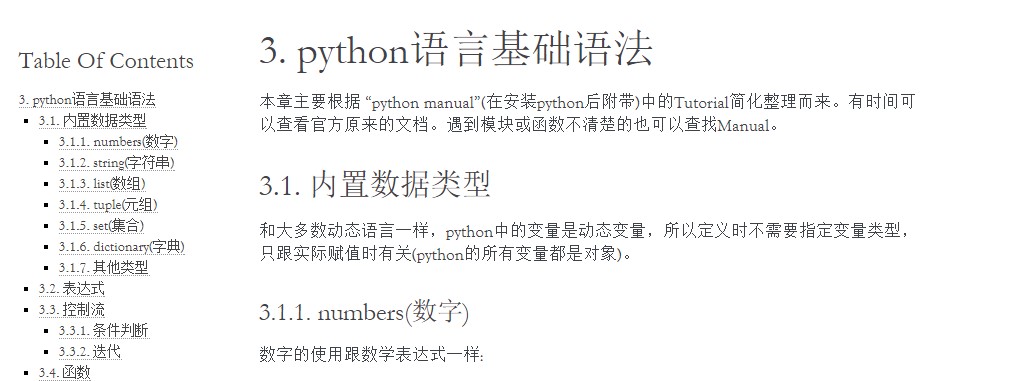 Table Of Contents
3. python语言基础语法
3.1. 内置数据类型
3.1.1. numbers(数字)
3.1.2. string(字符串)
3.1.3. list(数组)
3.1.4. tuple(元组)
3.1.5. set(集合)
3.1.6. dictionary(字典)
3.1.7. 其他类型
3.2. 表达式
3.3. 控制流
3.3.1. 条件判断
3.3.2. 迭代
3.4. 函数
3. python语言基础语法
本章主要根据 “python manual”(在安装python后附带)中的Tutorial简化整理而来。有时间可
以查看官方原来的文档。遇到模块或函数不清楚的也可以查找Manual。
3.1. 内置数据类型
和大多数动态语言一样，python中的变量是动态变量，所以定义时不需要指定变量类型，
只跟实际赋值时有关(python的所有变量都是对象)。
3.1.1. numbers(数字)
数字的使用跟数学表达式一样: